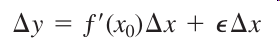 Δy = f′(x₀)Δx + ϵΔx